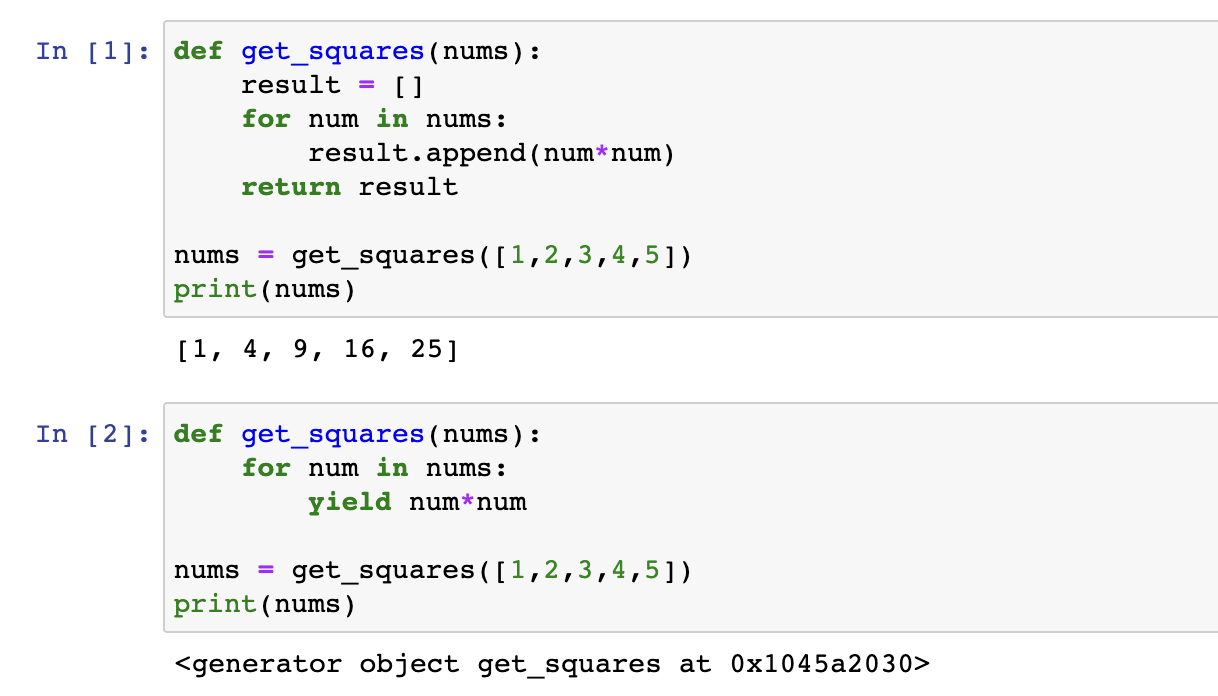 In [1]: def get_squares(nums):
    result = []
    for num in nums:
        result.append(num*num)
    return result
nums = get_squares([1,2,3,4,5])
print(nums)
[1, 4, 9, 16, 25]
In [2]: def get_squares(nums):
    for num in nums:
        yield num*num
nums = get_squares([1,2,3,4,5])
print(nums)
<generator object get_squares at 0x1045a2030>